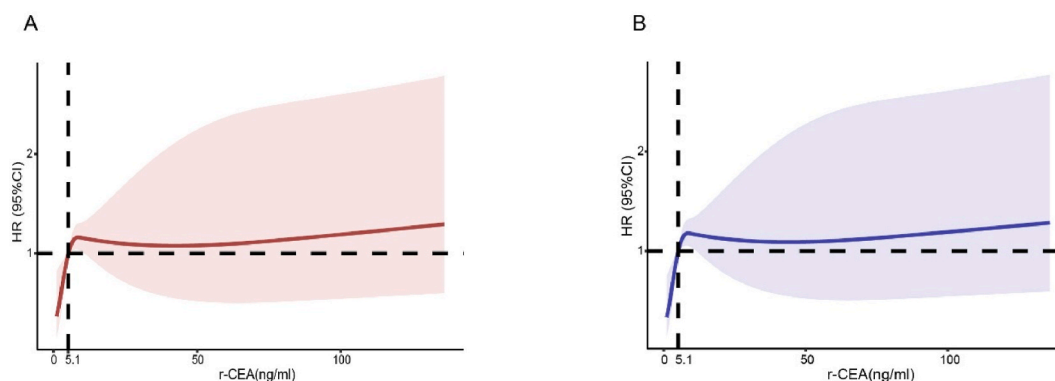 A
HR (95%CI)
2
1
0
5.1
50
100
r-CEA(ng/ml)
B
HR (95%CI)
2
1
0
5.1
50
100
r-CEA(ng/ml)